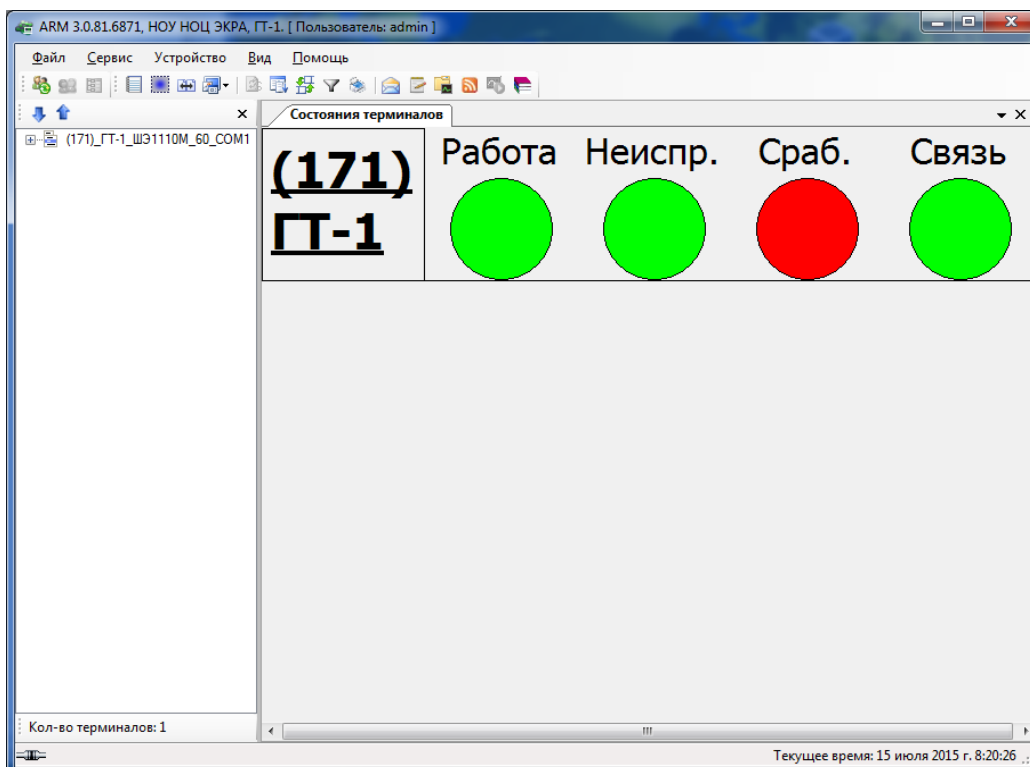 ARM 3.0.81.6871, НОУ НОЦ ЭКРА, ГТ-1. [ Пользователь: admin ]
Файл Сервис Устройство Вид Помощь
Состояния терминалов
(171)_ГТ-1_ШЭ1110М_60_COM1
(171)
ГТ-1
Работа Неиспр. Сраб. Связь
Кол-во терминалов: 1
Текущее время: 15 июля 2015 г. 8:20:26